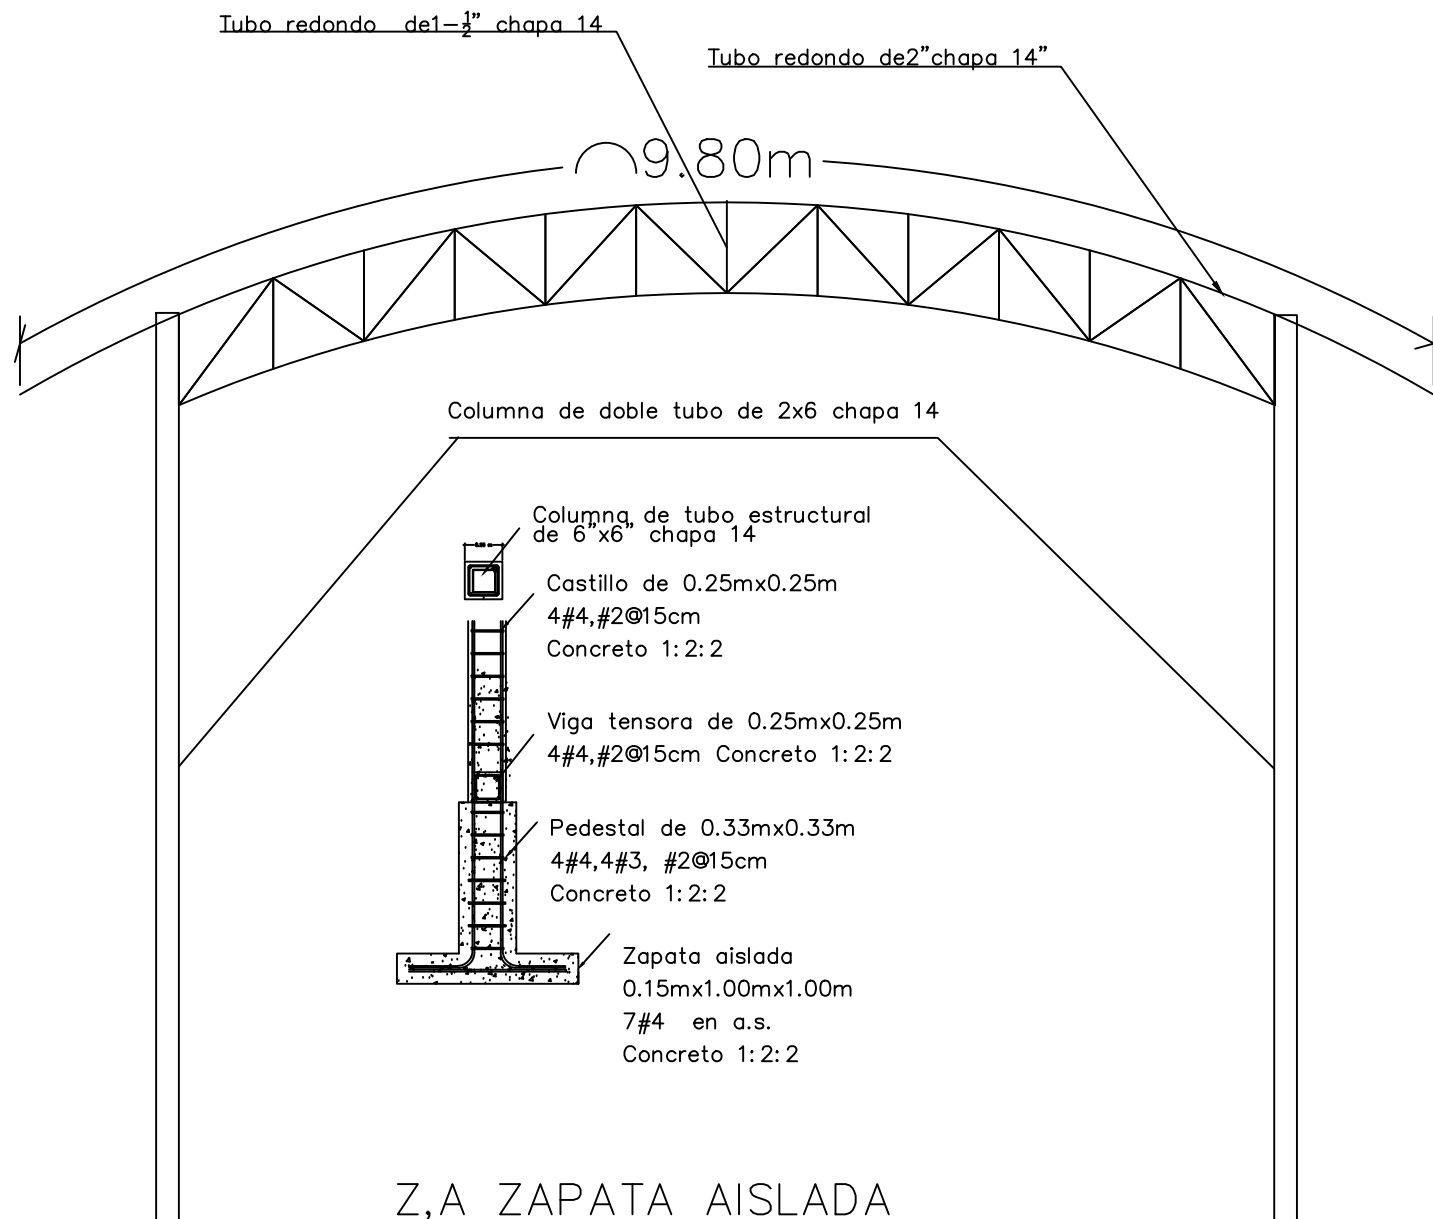 Tubo redondo de1-½" chapa 14
Tubo redondo de2"chapa 14"
⌒9.80m
Columna de doble tubo de 2x6 chapa 14
Columna de tubo estructural
de 6"x6" chapa 14
Castillo de 0.25mx0.25m
4#4,#2@15cm
Concreto 1:2:2
Viga tensora de 0.25mx0.25m
4#4,#2@15cm Concreto 1:2:2
Pedestal de 0.33mx0.33m
4#4,4#3, #2@15cm
Concreto 1:2:2
Zapata aislada
0.15mx1.00mx1.00m
7#4 en a.s.
Concreto 1:2:2
Z,A ZAPATA AISLADA